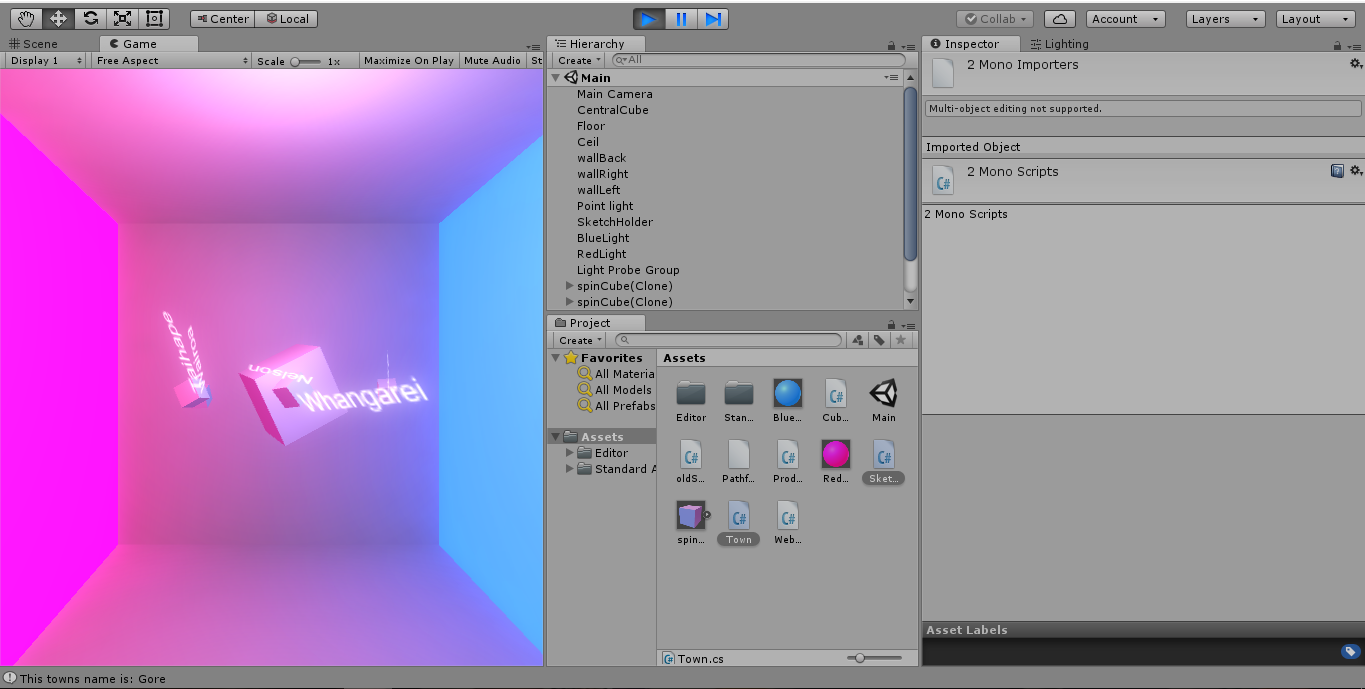 Center
Local
Collab
Account
Layers
Layout
Scene
Game
Hierarchy
Inspector
Lighting
Display 1
Free Aspect
Scale
1x
Maximize On Play
Mute Audio
St
Create
All
2 Mono Importers
Multi-object editing not supported.
Imported Object
C#
2 Mono Scripts
2 Mono Scripts
Main
Main Camera
CentralCube
Floor
Ceil
wallBack
wallRight
wallLeft
Point light
SketchHolder
BlueLight
RedLight
Light Probe Group
spinCube(Clone)
spinCube(Clone)
Nelson
Whangarei
Project
Create
Favorites
All Materia
All Models
All Prefabs
Assets
Editor
Standard A
Assets
Editor
Stan...
Blue...
C#
Cub...
Main
C#
oldS...
Pathf...
C#
Prod...
Red...
C#
Sket...
spin...
C#
Town
C#
Web...
C#
Town.cs
Asset Labels
This towns name is: Gore